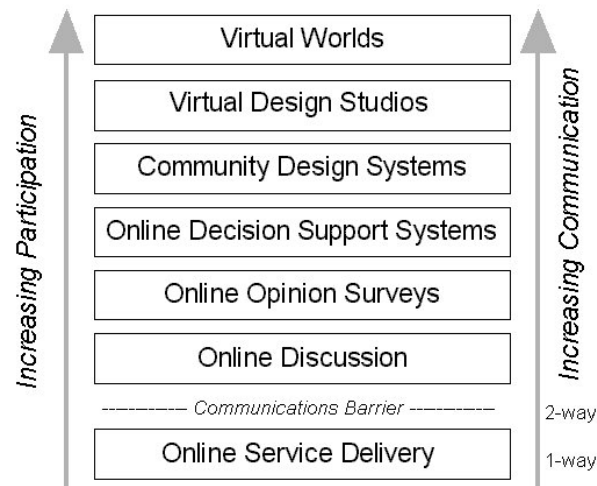 Virtual Worlds
Virtual Design Studios
Community Design Systems
Online Decision Support Systems
Online Opinion Surveys
Online Discussion
------------- Communications Barrier -------------
Online Service Delivery
Increasing Participation
Increasing Communication
2-way
1-way